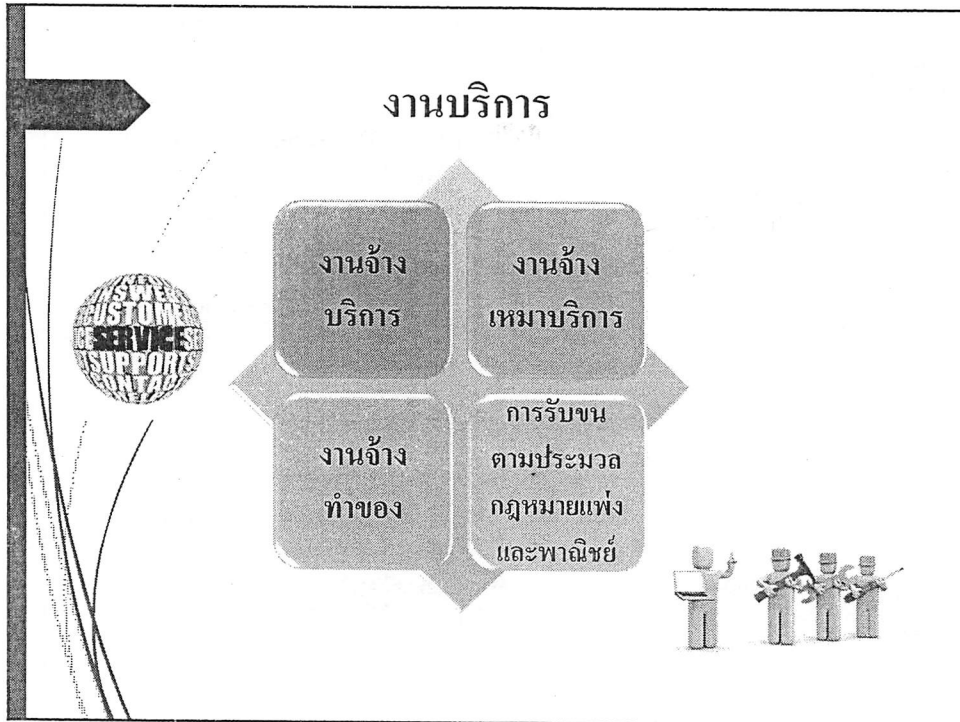 งานบริการ
งานจ้าง
บริการ
งานจ้าง
เหมาบริการ
งานจ้าง
ทำของ
การรับขน
ตามประมวล
กฎหมายแพ่ง
และพาณิชย์
CUSTOME
SERVICE
SUPPORT